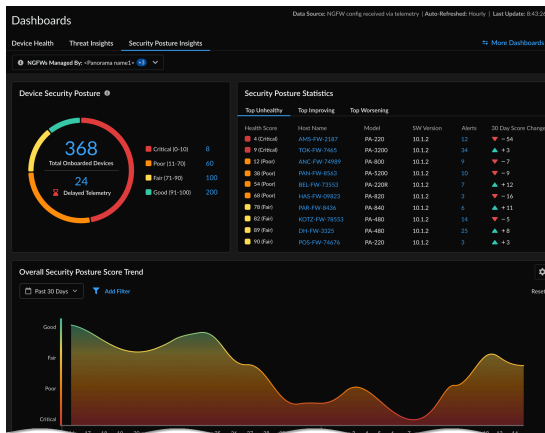 Dashboards
Data Source: NGFW config received via telemetry | Auto-Refreshed: Hourly | Last Update: 8:43:26
Device Health Threat Insights Security Posture Insights
More Dashboards
NGFWs Managed By: <Panorama name1> +3
Device Security Posture
368
Total Onboarded Devices
24
Delayed Telemetry
Critical (0-10) 8
Poor (11-70) 60
Fair (71-90) 100
Good (91-100) 200
Security Posture Statistics
Top Unhealthy Top Improving Top Worsening
Health Score Host Name Model SW Version Alerts 30 Day Score Change
4 (Critical) AMS-FW-2187 PA-220 10.1.2 12 - 54
9 (Critical) TOK-FW-7465 PA-3200 10.1.2 34 + 3
12 (Poor) ANC-FW-74989 PA-800 10.1.2 9 - 7
38 (Poor) PAN-FW-8563 PA-5200 10.1.2 10 - 9
54 (Poor) BEL-FW-73553 PA-220R 10.1.2 7 + 12
68 (Poor) HAS-FW-09823 PA-820 10.1.2 3 - 16
78 (Fair) PAR-FW-8436 PA-840 10.1.2 6 + 11
82 (Fair) KOTZ-FW-78553 PA-480 10.1.2 14 - 5
89 (Fair) DH-FW-3325 PA-480 10.1.2 25 + 8
90 (Fair) POS-FW-74676 PA-220 10.1.2 3 + 3
Overall Security Posture Score Trend
Past 30 Days Add Filter
Reset
Good
Fair
Poor
Critical